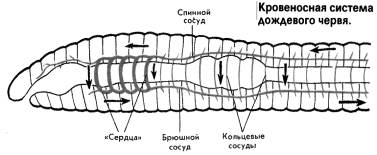 Спинной
сосуд
Кровеносная система
дождевого червя.
«Сердца»
Брюшной
сосуд
Кольцевые
сосуды